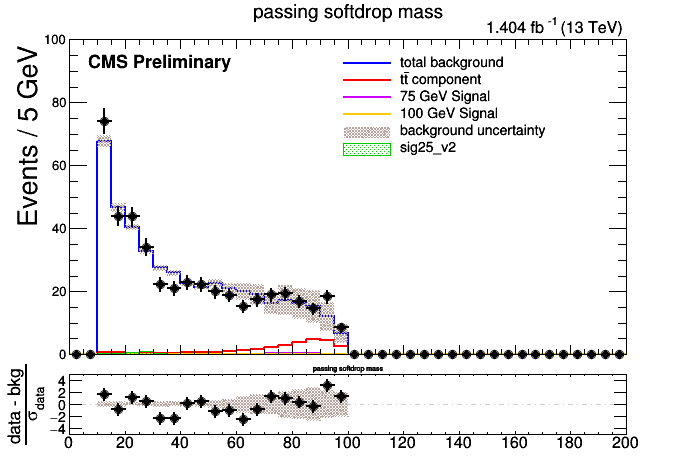 passing softdrop mass
1.404 fb⁻¹ (13 TeV)
CMS Preliminary
Events / 5 GeV
100
80
60
40
20
0
total background
tt̄ component
75 GeV Signal
100 GeV Signal
background uncertainty
sig25_v2
passing softdrop mass
data - bkg
σ data
4
2
0
−2
−4
0 20 40 60 80 100 120 140 160 180 200